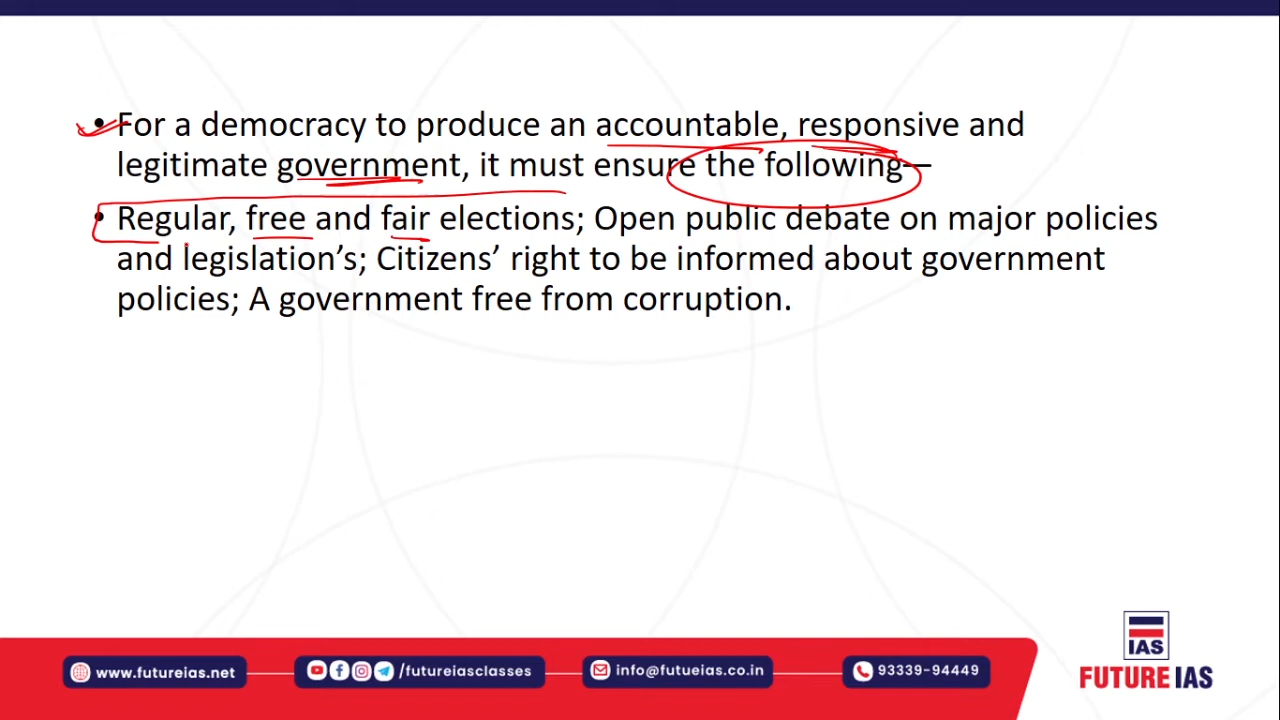 • For a democracy to produce an accountable, responsive and
legitimate government, it must ensure the following—
• Regular, free and fair elections; Open public debate on major policies
and legislation’s; Citizens’ right to be informed about government
policies; A government free from corruption.
IAS
www.futureias.net
/futureiasclasses
info@futueias.co.in
93339-94449
FUTURE IAS